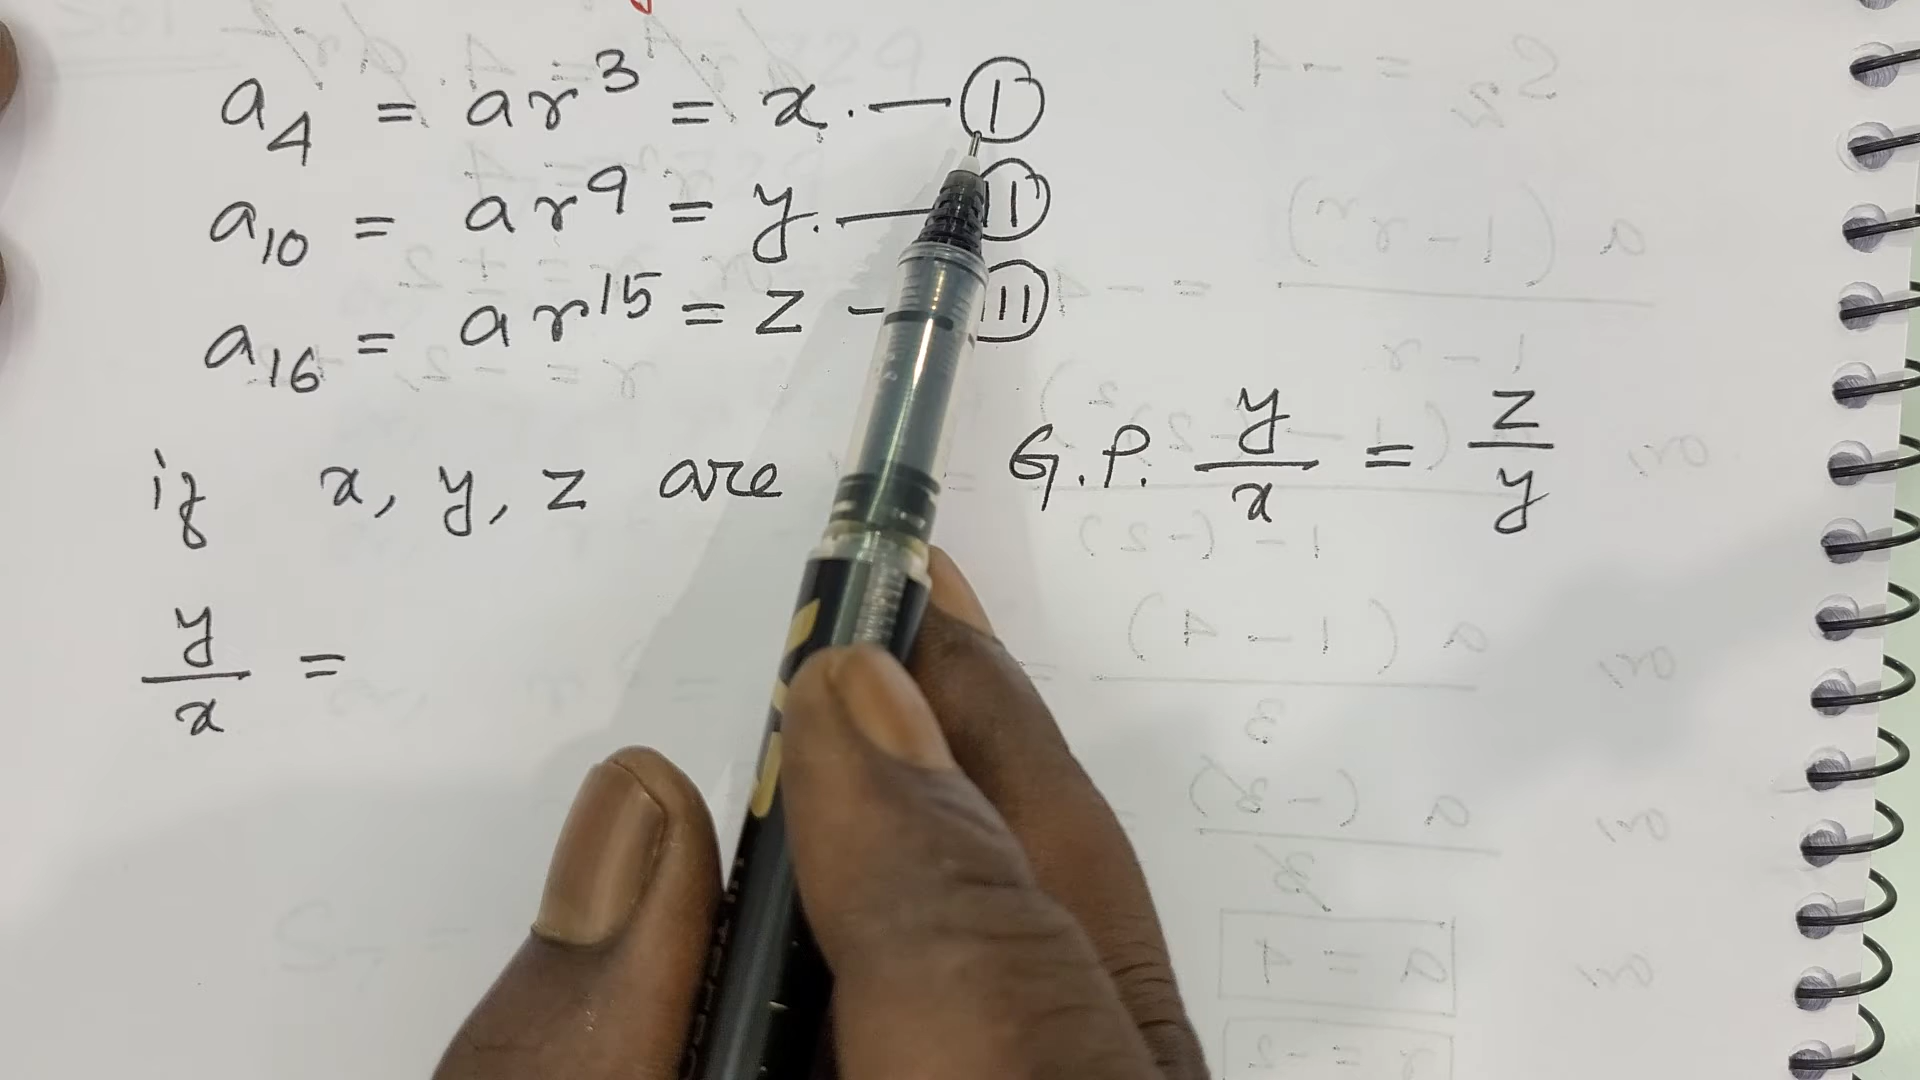 a₄ = ar³ = x. — (I)
a₁₀ = ar⁹ = y. — (II)
a₁₆ = ar¹⁵ = z — (III)
if x, y, z are G.P. y/x = z/y
y/x =